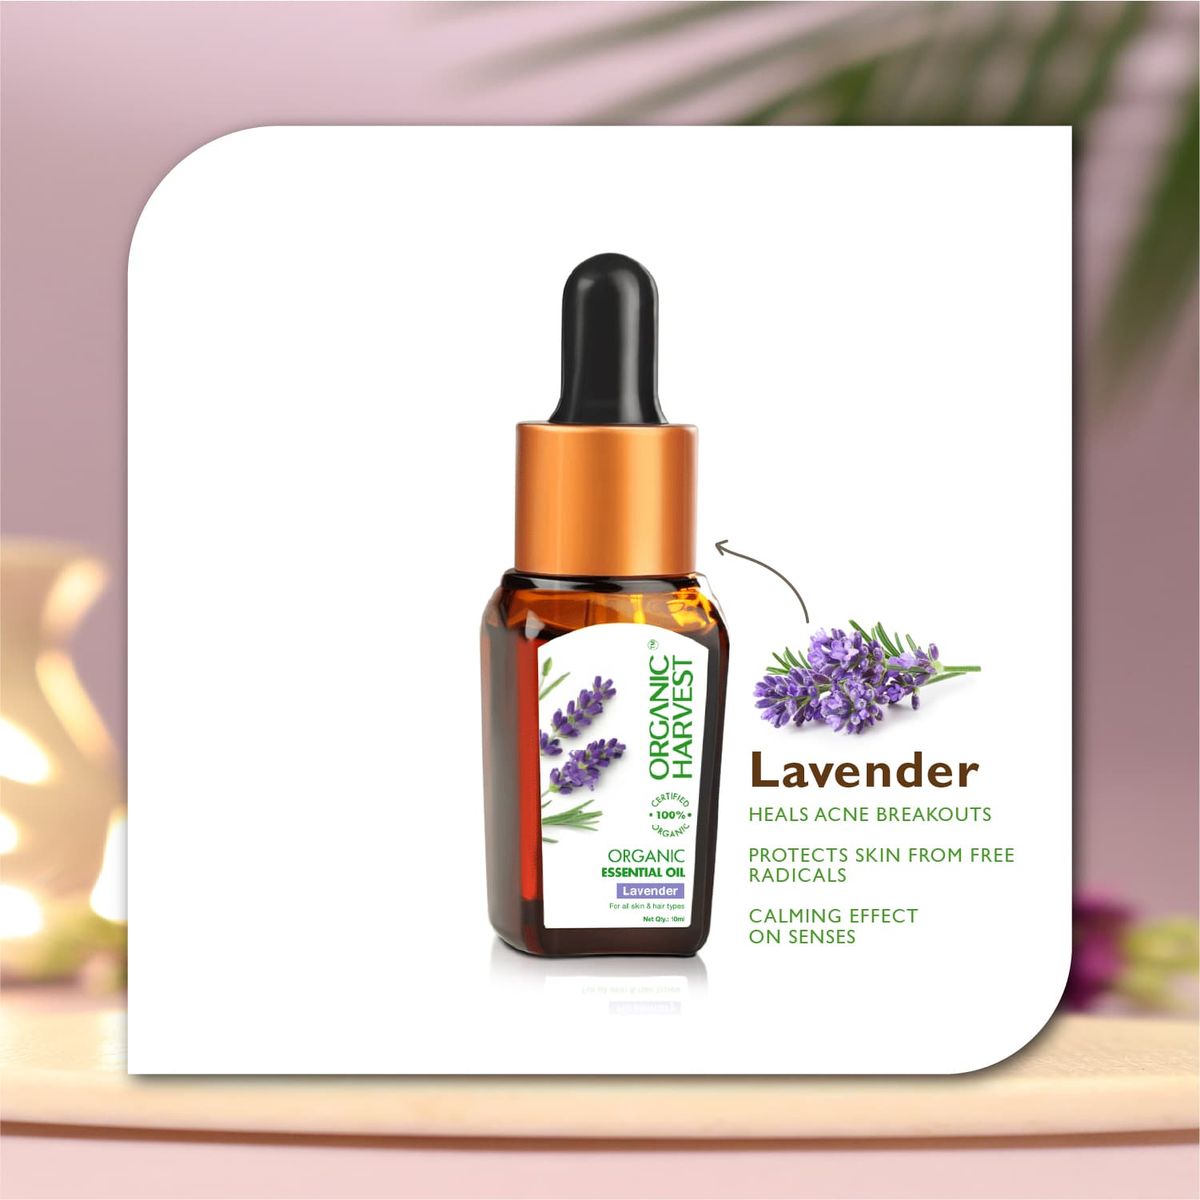 ORGANIC
HARVEST
CERTIFIED
100%
ORGANIC
ORGANIC
ESSENTIAL OIL
Lavender
For all skin & hair types
Net Qty.: 10ml
Lavender
HEALS ACNE BREAKOUTS
PROTECTS SKIN FROM FREE
RADICALS
CALMING EFFECT
ON SENSES